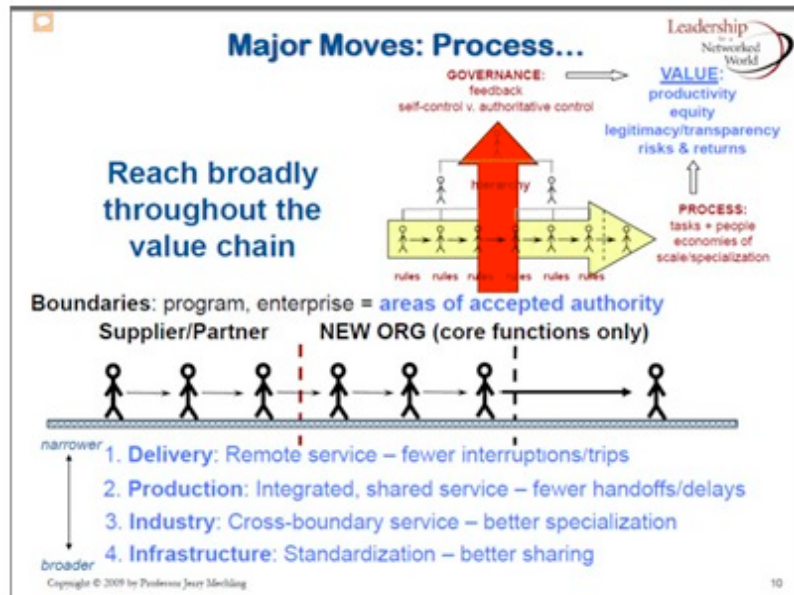 Major Moves: Process...
Leadership
for a
Networked
World
GOVERNANCE:
feedback
self-control v. authoritative control
VALUE:
productivity
equity
legitimacy/transparency
risks & returns
Reach broadly
throughout the
value chain
hierarchy
PROCESS:
tasks + people
economies of
scale/specialization
rules rules rules rules rules rules
Boundaries: program, enterprise = areas of accepted authority
Supplier/Partner NEW ORG (core functions only)
narrower
1. Delivery: Remote service – fewer interruptions/trips
2. Production: Integrated, shared service – fewer handoffs/delays
3. Industry: Cross-boundary service – better specialization
4. Infrastructure: Standardization – better sharing
broader
Copyright © 2009 by Professor Jerry Mechling
10